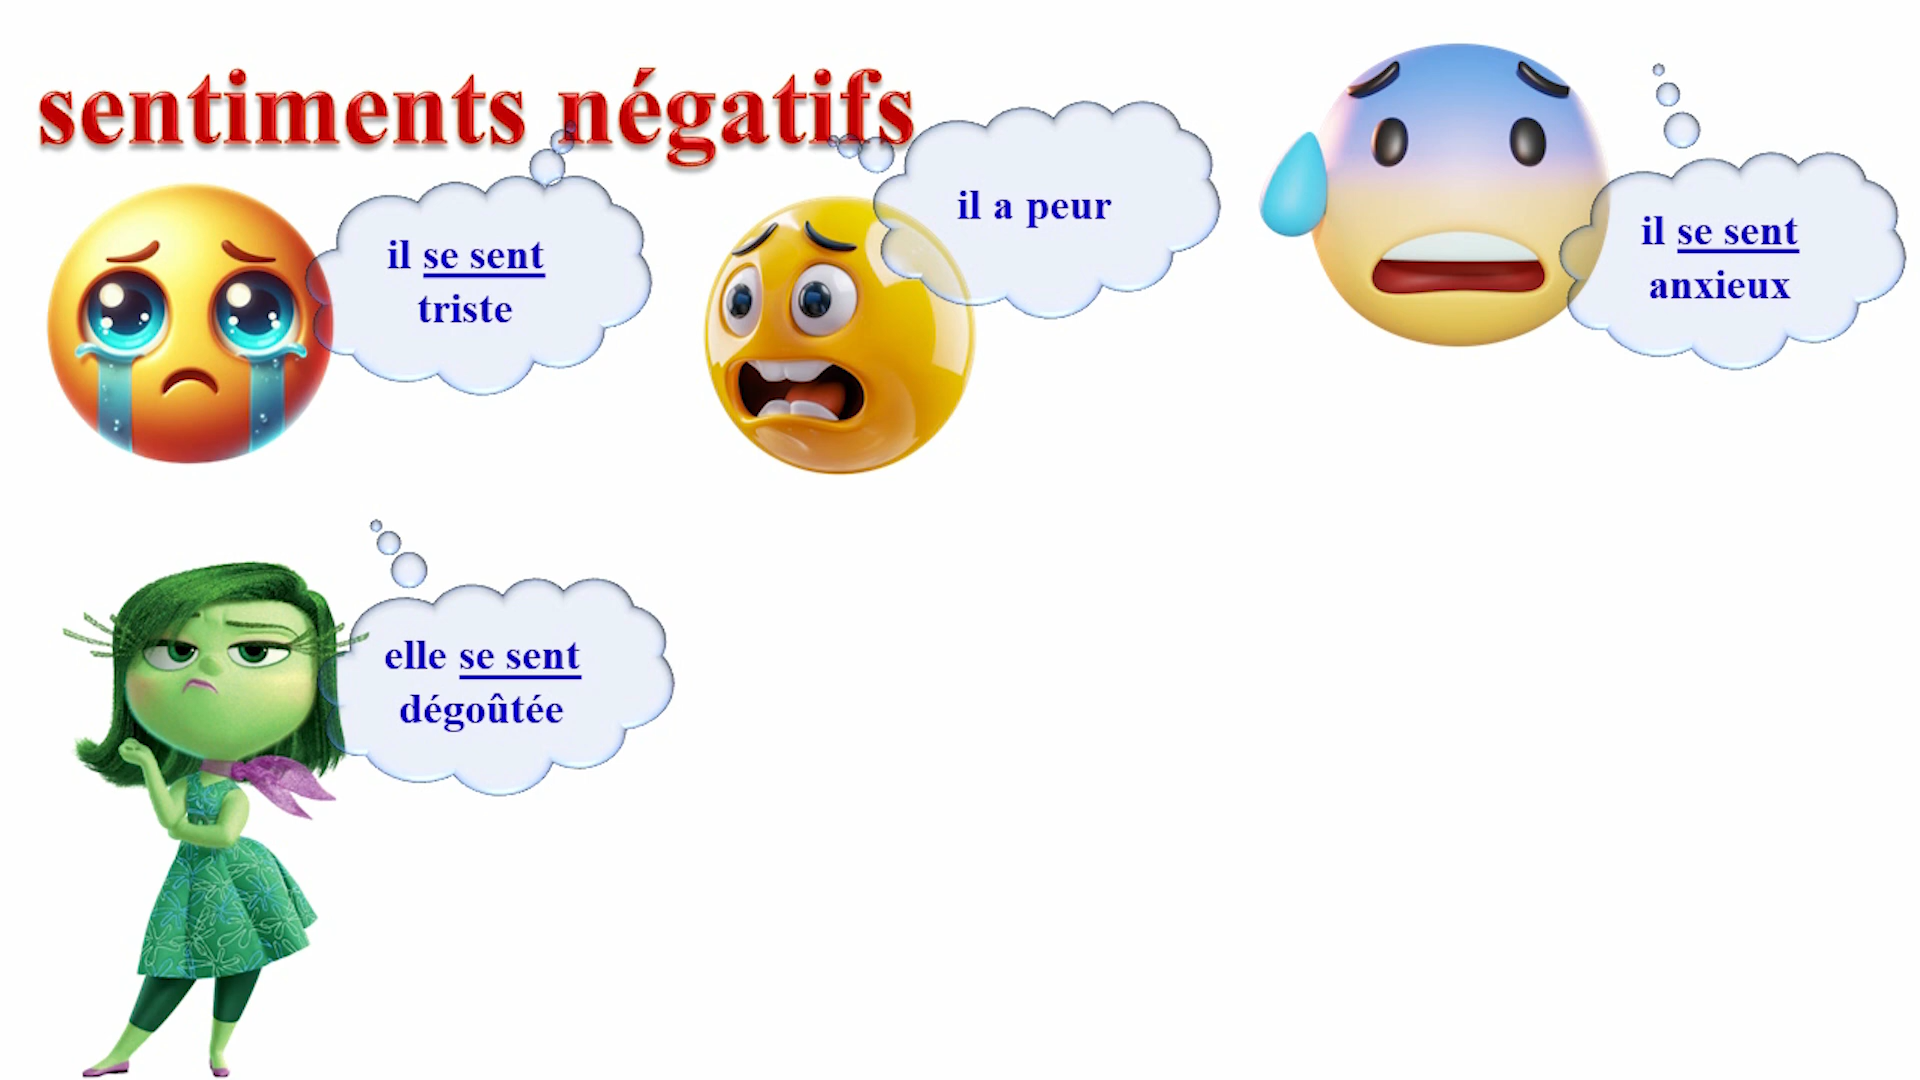 sentiments négatifs
il se sent
triste
il a peur
il se sent
anxieux
elle se sent
dégoûtée